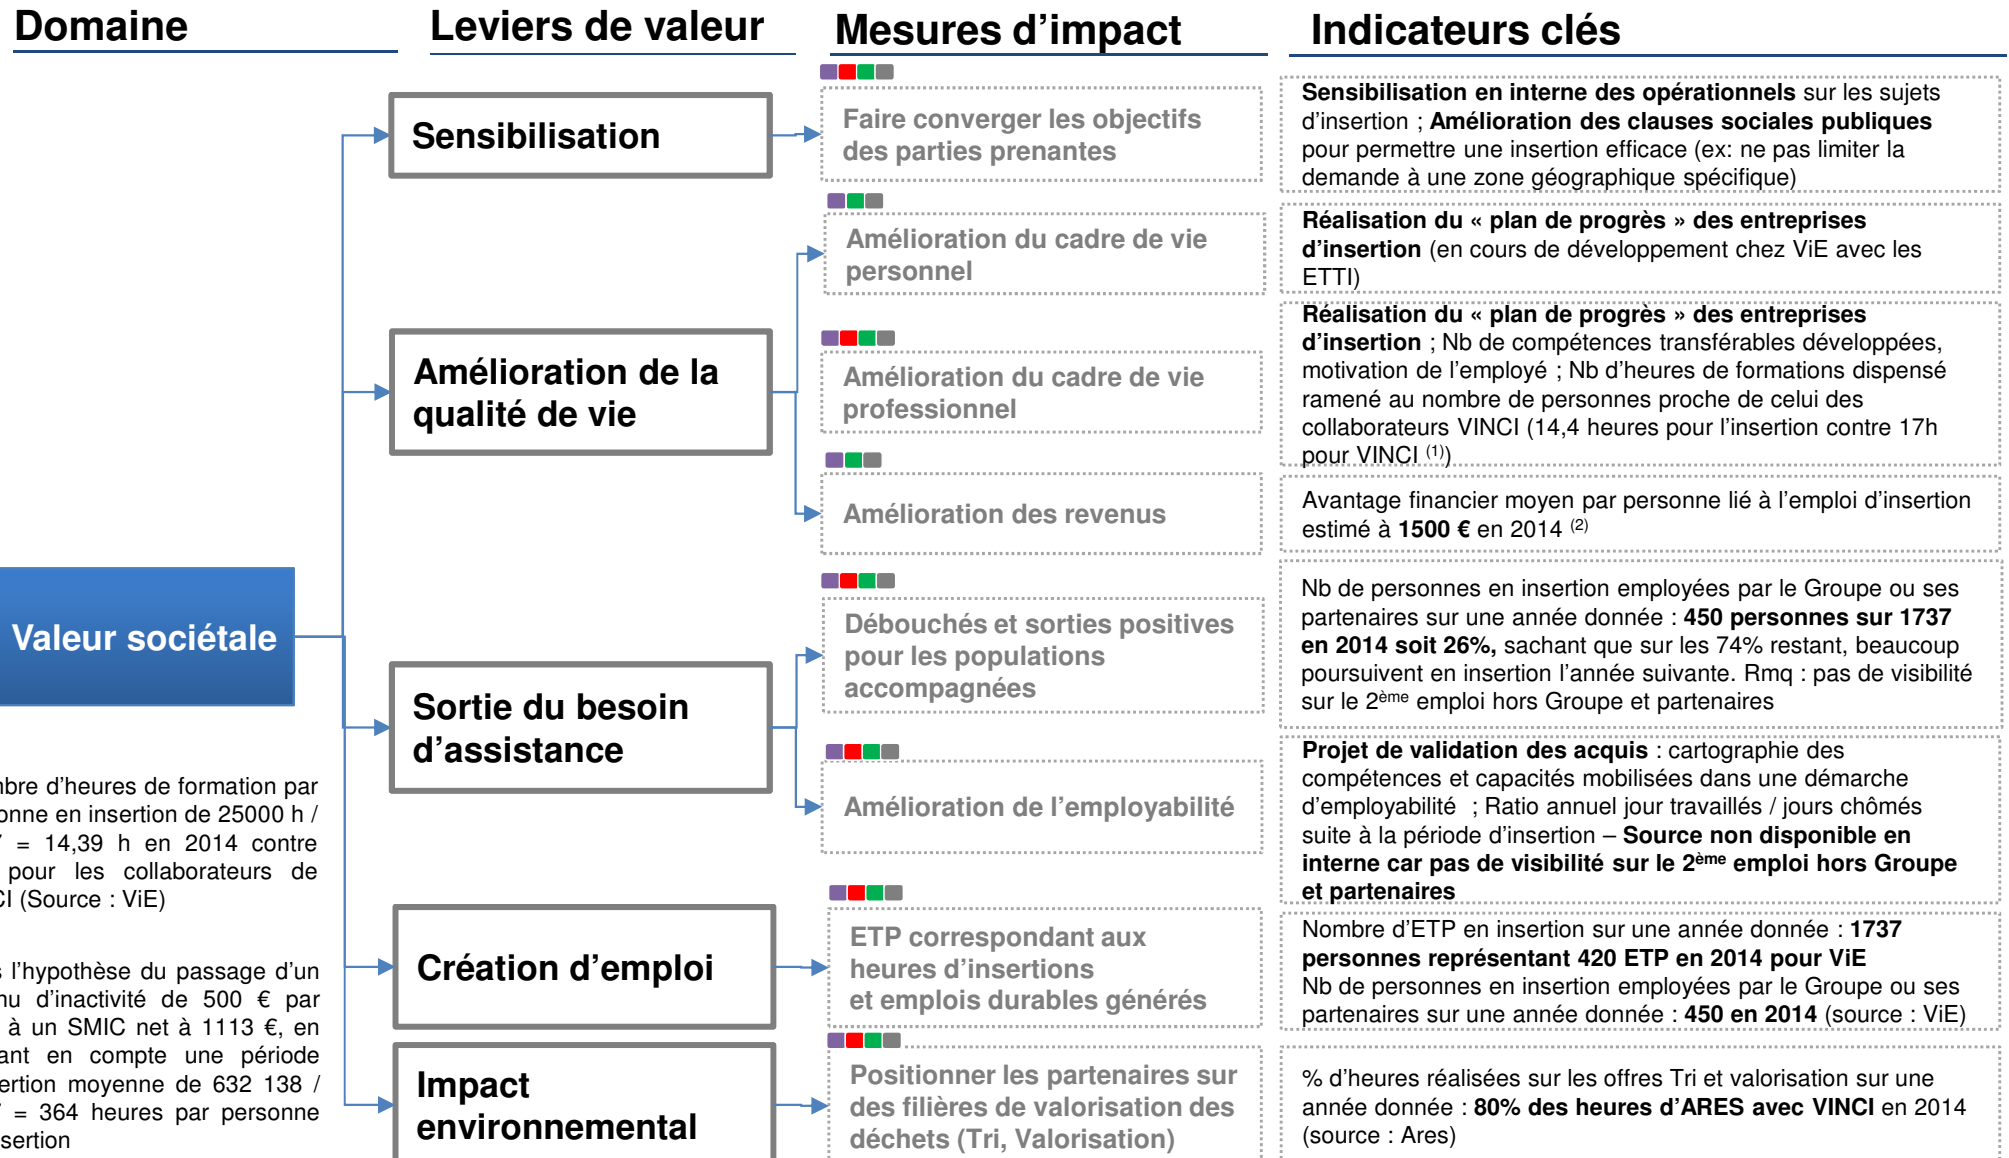 Domaine
Leviers de valeur
Mesures d’impact
Indicateurs clés
Valeur sociétale
Sensibilisation
Faire converger les objectifs
des parties prenantes
Sensibilisation en interne des opérationnels sur les sujets
d’insertion ; Amélioration des clauses sociales publiques
pour permettre une insertion efficace (ex: ne pas limiter la
demande à une zone géographique spécifique)
Amélioration de la
qualité de vie
Amélioration du cadre de vie
personnel
Réalisation du « plan de progrès » des entreprises
d’insertion (en cours de développement chez ViE avec les
ETTI)
Amélioration du cadre de vie
professionnel
Réalisation du « plan de progrès » des entreprises
d’insertion ; Nb de compétences transférables développées,
motivation de l’employé ; Nb d’heures de formations dispensé
ramené au nombre de personnes proche de celui des
collaborateurs VINCI (14,4 heures pour l’insertion contre 17h
pour VINCI (1))
Amélioration des revenus
Avantage financier moyen par personne lié à l’emploi d’insertion
estimé à 1500 € en 2014 (2)
Sortie du besoin
d’assistance
Débouchés et sorties positives
pour les populations
accompagnées
Nb de personnes en insertion employées par le Groupe ou ses
partenaires sur une année donnée : 450 personnes sur 1737
en 2014 soit 26%, sachant que sur les 74% restant, beaucoup
poursuivent en insertion l’année suivante. Rmq : pas de visibilité
sur le 2ème emploi hors Groupe et partenaires
Amélioration de l’employabilité
Projet de validation des acquis : cartographie des
compétences et capacités mobilisées dans une démarche
d’employabilité ; Ratio annuel jour travaillés / jours chômés
suite à la période d’insertion – Source non disponible en
interne car pas de visibilité sur le 2ème emploi hors Groupe
et partenaires
Création d’emploi
ETP correspondant aux
heures d’insertions
et emplois durables générés
Nombre d’ETP en insertion sur une année donnée : 1737
personnes représentant 420 ETP en 2014 pour ViE
Nb de personnes en insertion employées par le Groupe ou ses
partenaires sur une année donnée : 450 en 2014 (source : ViE)
Impact
environnemental
Positionner les partenaires sur
des filières de valorisation des
déchets (Tri, Valorisation)
% d’heures réalisées sur les offres Tri et valorisation sur une
année donnée : 80% des heures d’ARES avec VINCI en 2014
(source : Ares)
d’heures de formation par
en insertion de 25000 h /
= 14,39 h en 2014 contre
pour les collaborateurs de
(Source : ViE)
l’hypothèse du passage d’un
d’inactivité de 500 € par
à un SMIC net à 1113 €, en
en compte une période
moyenne de 632 138 /
= 364 heures par personne